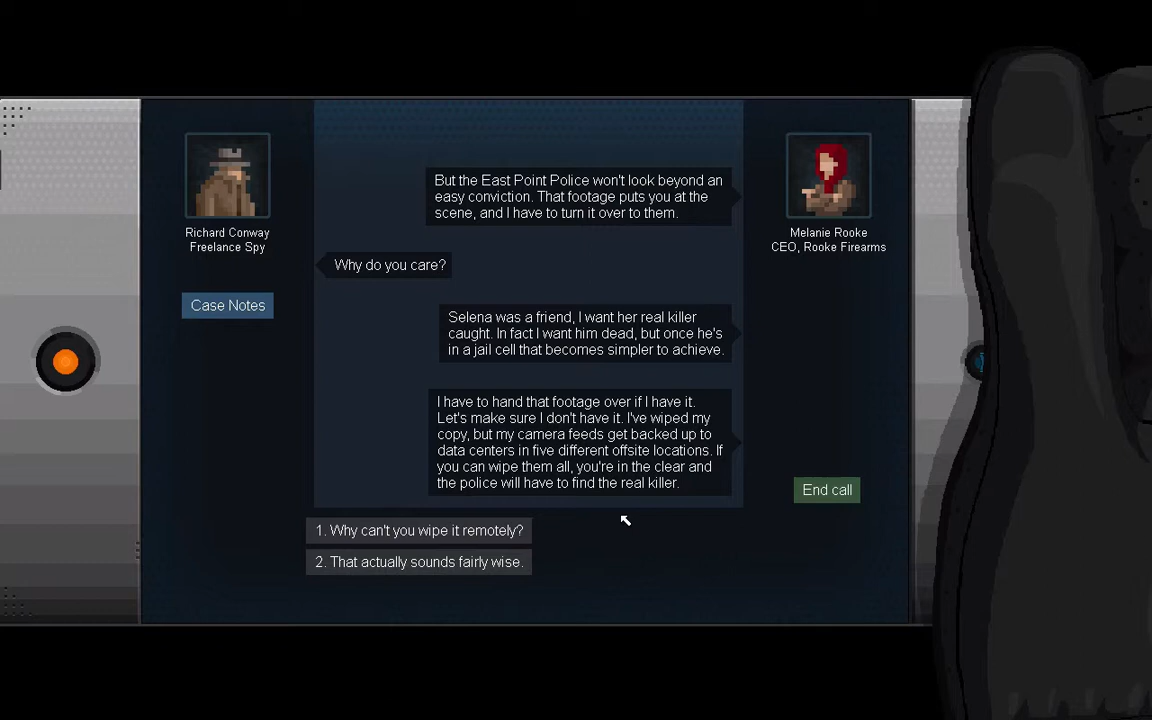 But the East Point Police won't look beyond an
easy conviction. That footage puts you at the
scene, and I have to turn it over to them.
Richard Conway
Freelance Spy
Melanie Rooke
CEO, Rooke Firearms
Why do you care?
Case Notes
Selena was a friend, I want her real killer
caught. In fact I want him dead, but once he's
in a jail cell that becomes simpler to achieve.
I have to hand that footage over if I have it.
Let's make sure I don't have it. I've wiped my
copy, but my camera feeds get backed up to
data centers in five different offsite locations. If
you can wipe them all, you're in the clear and
the police will have to find the real killer.
End call
1. Why can't you wipe it remotely?
2. That actually sounds fairly wise.